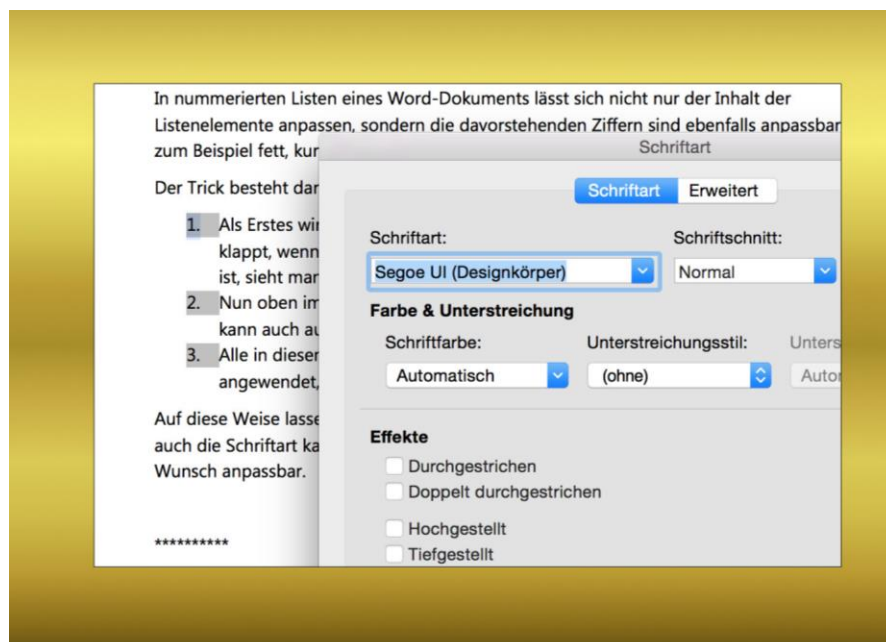 In nummerierten Listen eines Word-Dokuments lässt sich nicht nur der Inhalt der
Listenelemente anpassen, sondern die davorstehenden Ziffern sind ebenfalls anpassbar
zum Beispiel fett, kur
Der Trick besteht dar
1. Als Erstes wir
klappt, wenn
ist, sieht mar
2. Nun oben im
kann auch au
3. Alle in dieser
angewendet,
Auf diese Weise lasse
auch die Schriftart ka
Wunsch anpassbar.
**********
Schriftart
Schriftart Erweitert
Schriftart: Schriftschnitt:
Segoe UI (Designkörper) Normal
Farbe & Unterstreichung
Schriftfarbe: Unterstreichungsstil: Unters
Automatisch (ohne) Autor
Effekte
Durchgestrichen
Doppelt durchgestrichen
Hochgestellt
Tiefgestellt